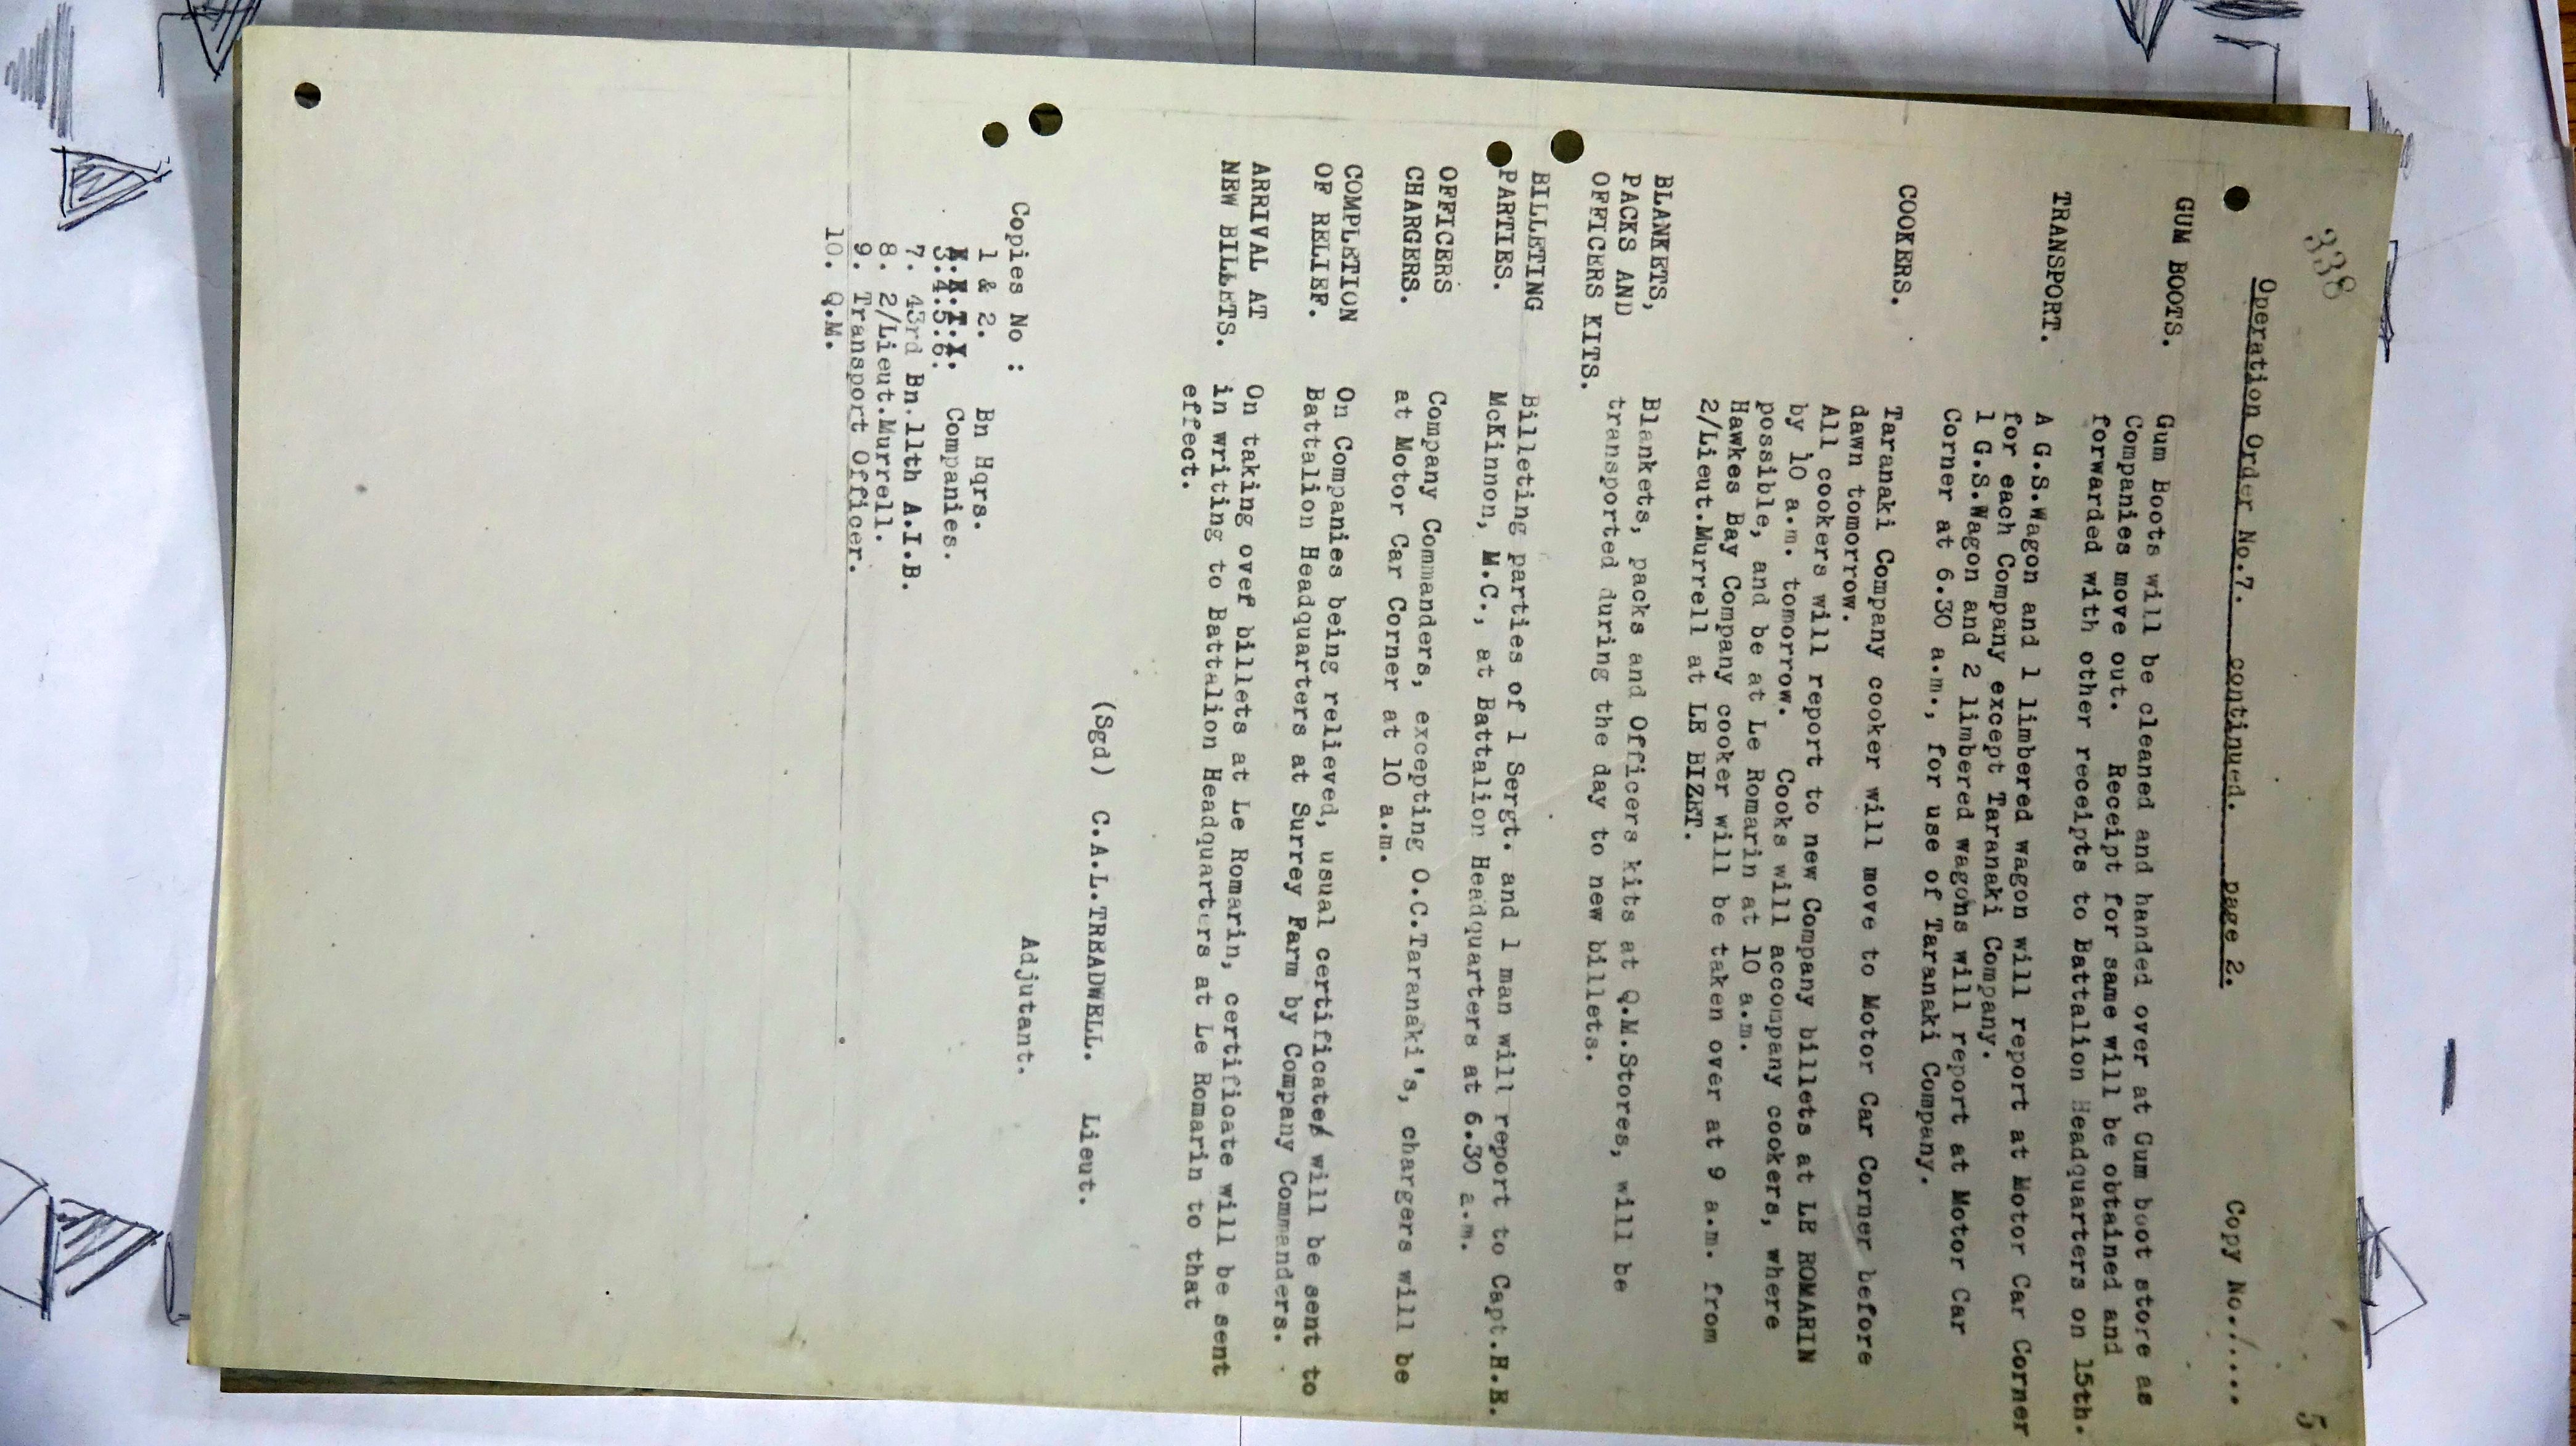 338
5
Operation Order No.7. continued. page 2. Copy No./.....
GUM BOOTS. Gum Boots will be cleaned and handed over at Gum boot store as
Companies move out. Receipt for same will be obtained and
forwarded with other receipts to Battalion Headquarters on 15th.
TRANSPORT. A G.S.Wagon and 1 limbered wagon will report at Motor Car Corner
for each Company except Taranaki Company.
1 G.S.Wagon and 2 limbered wagons will report at Motor Car
Corner at 6.30 a.m., for use of Taranaki Company.
COOKERS. Taranaki Company cooker will move to Motor Car Corner before
dawn tomorrow.
All cookers will report to new Company billets at LE ROMARIN
by 10 a.m. tomorrow. Cooks will accompany cookers, where
possible, and be at Le Romarin at 10 a.m.
Hawkes Bay Company cooker will be taken over at 9 a.m. from
2/Lieut.Murrell at LE BIZET.
BLANKETS,
PACKS AND Blankets, packs and Officers kits at Q.M.Stores, will be
OFFICERS KITS. transported during the day to new billets.
BILLETING Billeting parties of 1 Sergt. and 1 man will report to Capt.H.E.
PARTIES. McKinnon, M.C., at Battalion Headquarters at 6.30 a.m.
OFFICERS Company Commanders, excepting O.C.Taranaki's, chargers will be
CHARGERS. at Motor Car Corner at 10 a.m.
COMPLETION On Companies being relieved, usual certificate will be sent to
OF RELIEF. Battalion Headquarters at Surrey Farm by Company Commanders.
ARRIVAL AT On taking over billets at Le Romarin, certificate will be sent
NEW BILLETS. in writing to Battalion Headquarters at Le Romarin to that
effect.
(Sgd) C.A.L.TREADWELL. Lieut.
Adjutant.
Copies No :
1 & 2. Bn Hqrs.
3.4.5.6. Companies.
7. 43rd Bn.11th A.I.B.
8. 2/Lieut.Murrell.
9. Transport Officer.
10. Q.M.